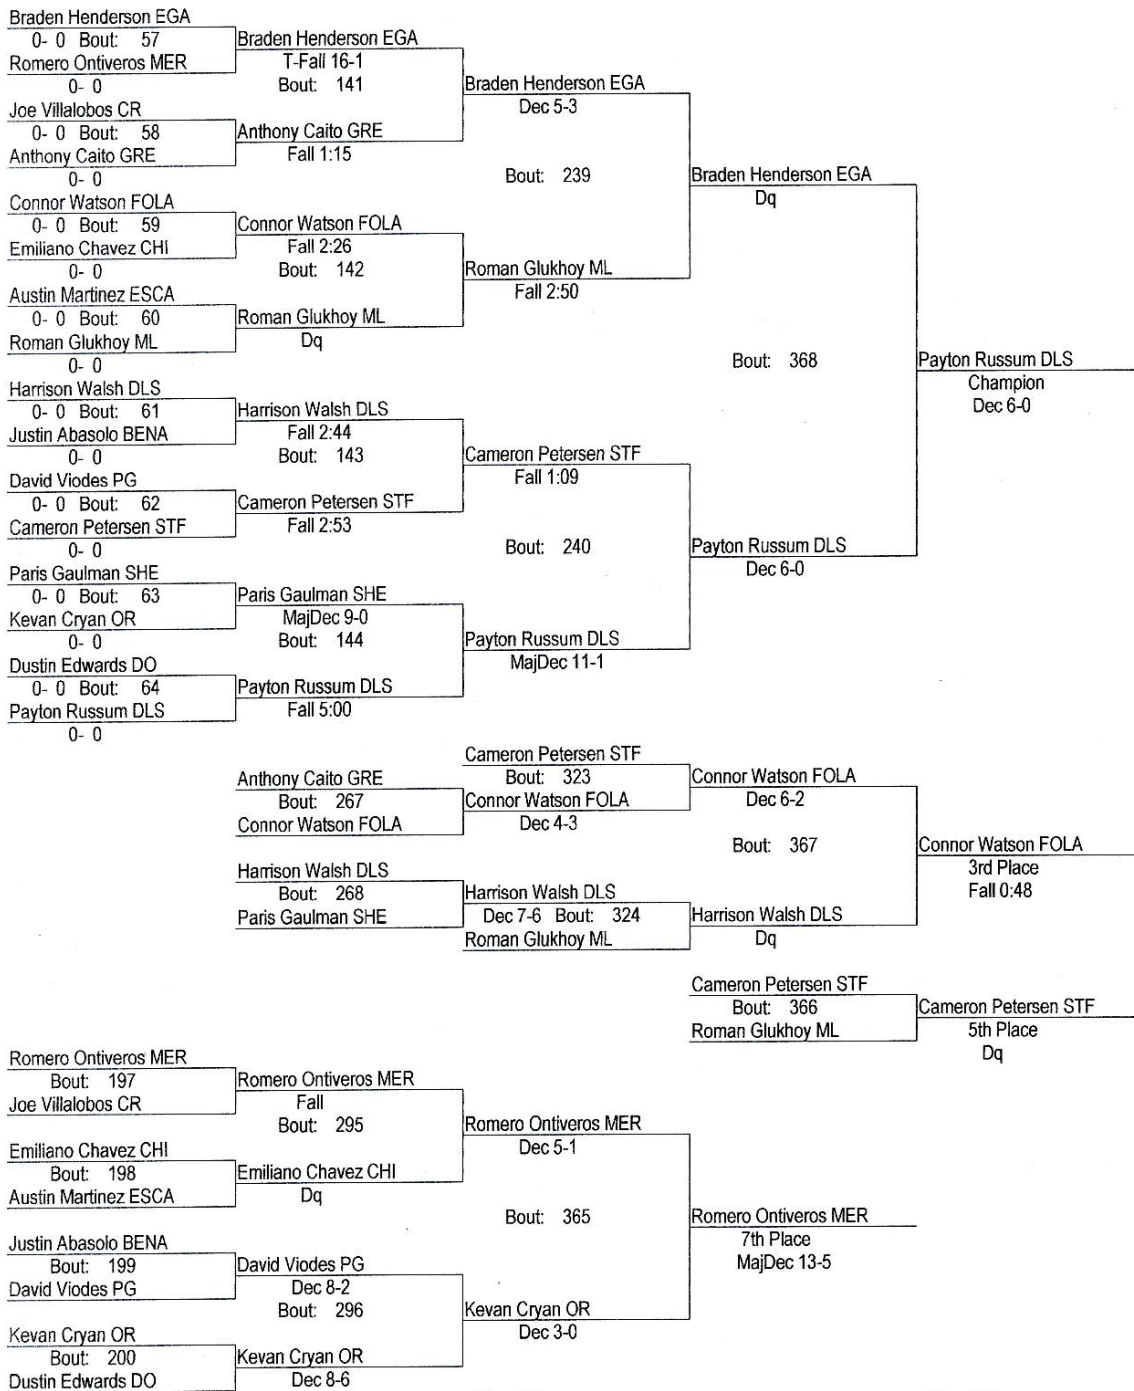 Braden Henderson EGA
0- 0 Bout: 57
Romero Ontiveros MER
0- 0
Joe Villalobos CR
0- 0 Bout: 58
Anthony Caito GRE
0- 0
Connor Watson FOLA
0- 0 Bout: 59
Emiliano Chavez CHI
0- 0
Austin Martinez ESCA
0- 0 Bout: 60
Roman Glukhoy ML
0- 0
Harrison Walsh DLS
0- 0 Bout: 61
Justin Abasolo BENA
0- 0
David Viodes PG
0- 0 Bout: 62
Cameron Petersen STF
0- 0
Paris Gaulman SHE
0- 0 Bout: 63
Kevan Cryan OR
0- 0
Dustin Edwards DO
0- 0 Bout: 64
Payton Russum DLS
0- 0
Braden Henderson EGA
T-Fall 16-1
Bout: 141
Anthony Caito GRE
Fall 1:15
Connor Watson FOLA
Fall 2:26
Bout: 142
Roman Glukhoy ML
Dq
Harrison Walsh DLS
Fall 2:44
Bout: 143
Cameron Petersen STF
Fall 2:53
Paris Gaulman SHE
MajDec 9-0
Bout: 144
Payton Russum DLS
Fall 5:00
Braden Henderson EGA
Dec 5-3
Bout: 239
Roman Glukhoy ML
Fall 2:50
Cameron Petersen STF
Fall 1:09
Bout: 240
Payton Russum DLS
MajDec 11-1
Braden Henderson EGA
Dq
Bout: 368
Payton Russum DLS
Dec 6-0
Payton Russum DLS
Champion
Dec 6-0
Anthony Caito GRE
Bout: 267
Connor Watson FOLA
Harrison Walsh DLS
Bout: 268
Paris Gaulman SHE
Cameron Petersen STF
Bout: 323
Connor Watson FOLA
Dec 4-3
Harrison Walsh DLS
Dec 7-6 Bout: 324
Roman Glukhoy ML
Connor Watson FOLA
Dec 6-2
Bout: 367
Harrison Walsh DLS
Dq
Connor Watson FOLA
3rd Place
Fall 0:48
Cameron Petersen STF
Bout: 366
Roman Glukhoy ML
Cameron Petersen STF
5th Place
Dq
Romero Ontiveros MER
Bout: 197
Joe Villalobos CR
Emiliano Chavez CHI
Bout: 198
Austin Martinez ESCA
Justin Abasolo BENA
Bout: 199
David Viodes PG
Kevan Cryan OR
Bout: 200
Dustin Edwards DO
Romero Ontiveros MER
Fall
Bout: 295
Emiliano Chavez CHI
Dq
David Viodes PG
Dec 8-2
Bout: 296
Kevan Cryan OR
Dec 8-6
Romero Ontiveros MER
Dec 5-1
Bout: 365
Kevan Cryan OR
Dec 3-0
Romero Ontiveros MER
7th Place
MajDec 13-5